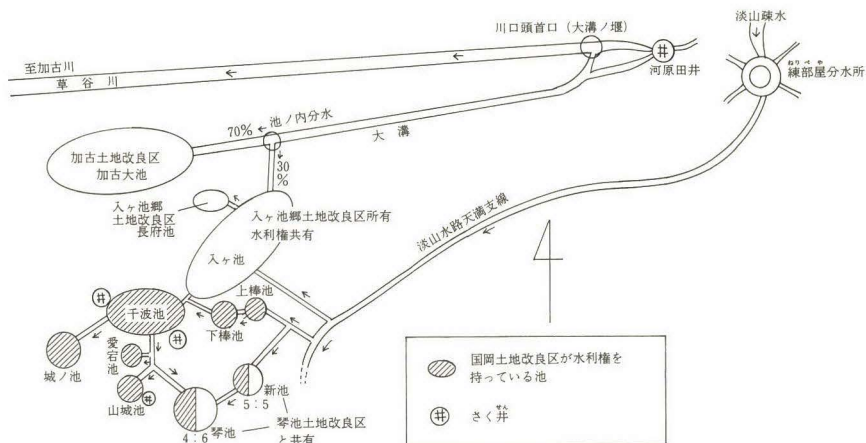 川口頭首口（大溝ノ堰）
淡山疎水
至加古川
草谷川
井
河原田井
ねりべや
練部屋分水所
70%
池ノ内分水
大溝
30%
加古土地改良区
加古大池
入ヶ池郷
土地改良区
長府池
入ヶ池郷土地改良区所有
水利権共有
入ヶ池
淡山水路天満支線
上棒池
井
千波池
下棒池
井
愛宕池
城ノ池
新池
5:5
山城池
井
琴池
4:6
琴池土地改良区
と共有
国岡土地改良区が水利権を
持っている池
井
せん
さく井